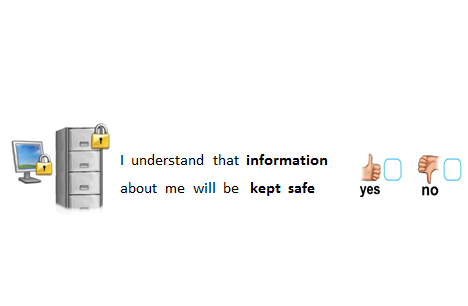 I understand that information
about me will be kept safe
yes no